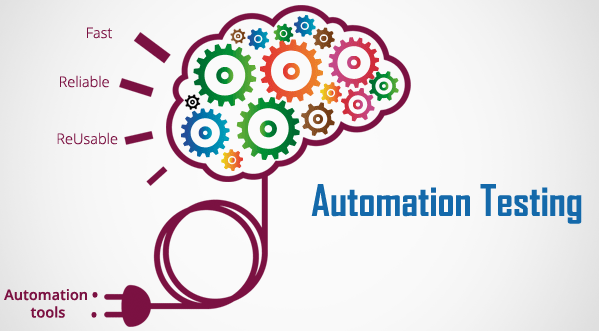 Fast
Reliable
ReUsable
Automation Testing
Automation
tools